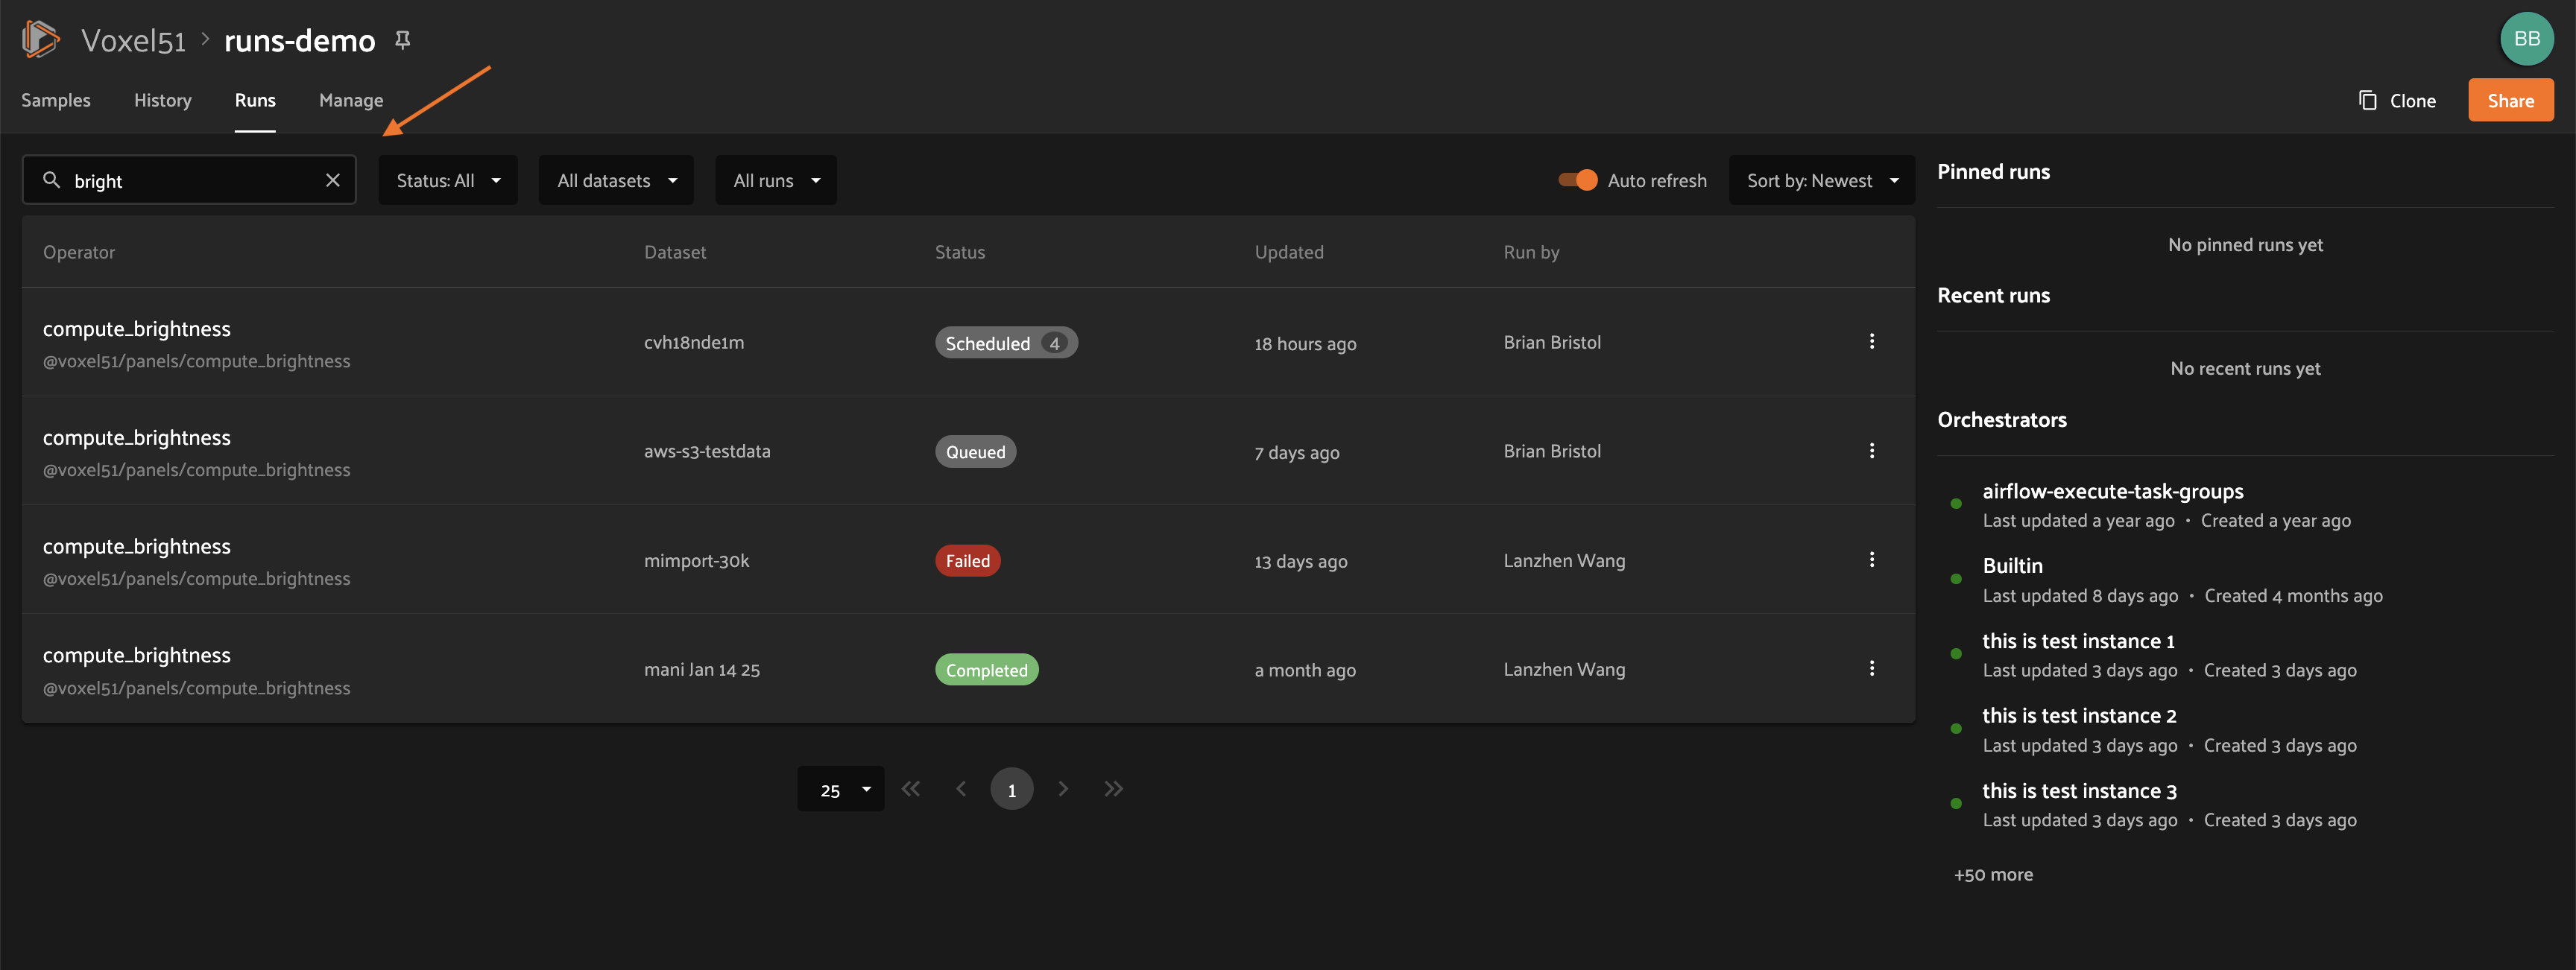 Voxel51 > runs-demo
BB
Samples History Runs Manage
Clone Share
bright
Status: All All datasets All runs
Auto refresh Sort by: Newest
Operator Dataset Status Updated Run by
compute_brightness
@voxel51/panels/compute_brightness
cvh18nde1m Scheduled 4 18 hours ago Brian Bristol
compute_brightness
@voxel51/panels/compute_brightness
aws-s3-testdata Queued 7 days ago Brian Bristol
compute_brightness
@voxel51/panels/compute_brightness
mimport-30k Failed 13 days ago Lanzhen Wang
compute_brightness
@voxel51/panels/compute_brightness
mani Jan 14 25 Completed a month ago Lanzhen Wang
25 1
Pinned runs
No pinned runs yet
Recent runs
No recent runs yet
Orchestrators
airflow-execute-task-groups
Last updated a year ago • Created a year ago
Builtin
Last updated 8 days ago • Created 4 months ago
this is test instance 1
Last updated 3 days ago • Created 3 days ago
this is test instance 2
Last updated 3 days ago • Created 3 days ago
this is test instance 3
Last updated 3 days ago • Created 3 days ago
+50 more